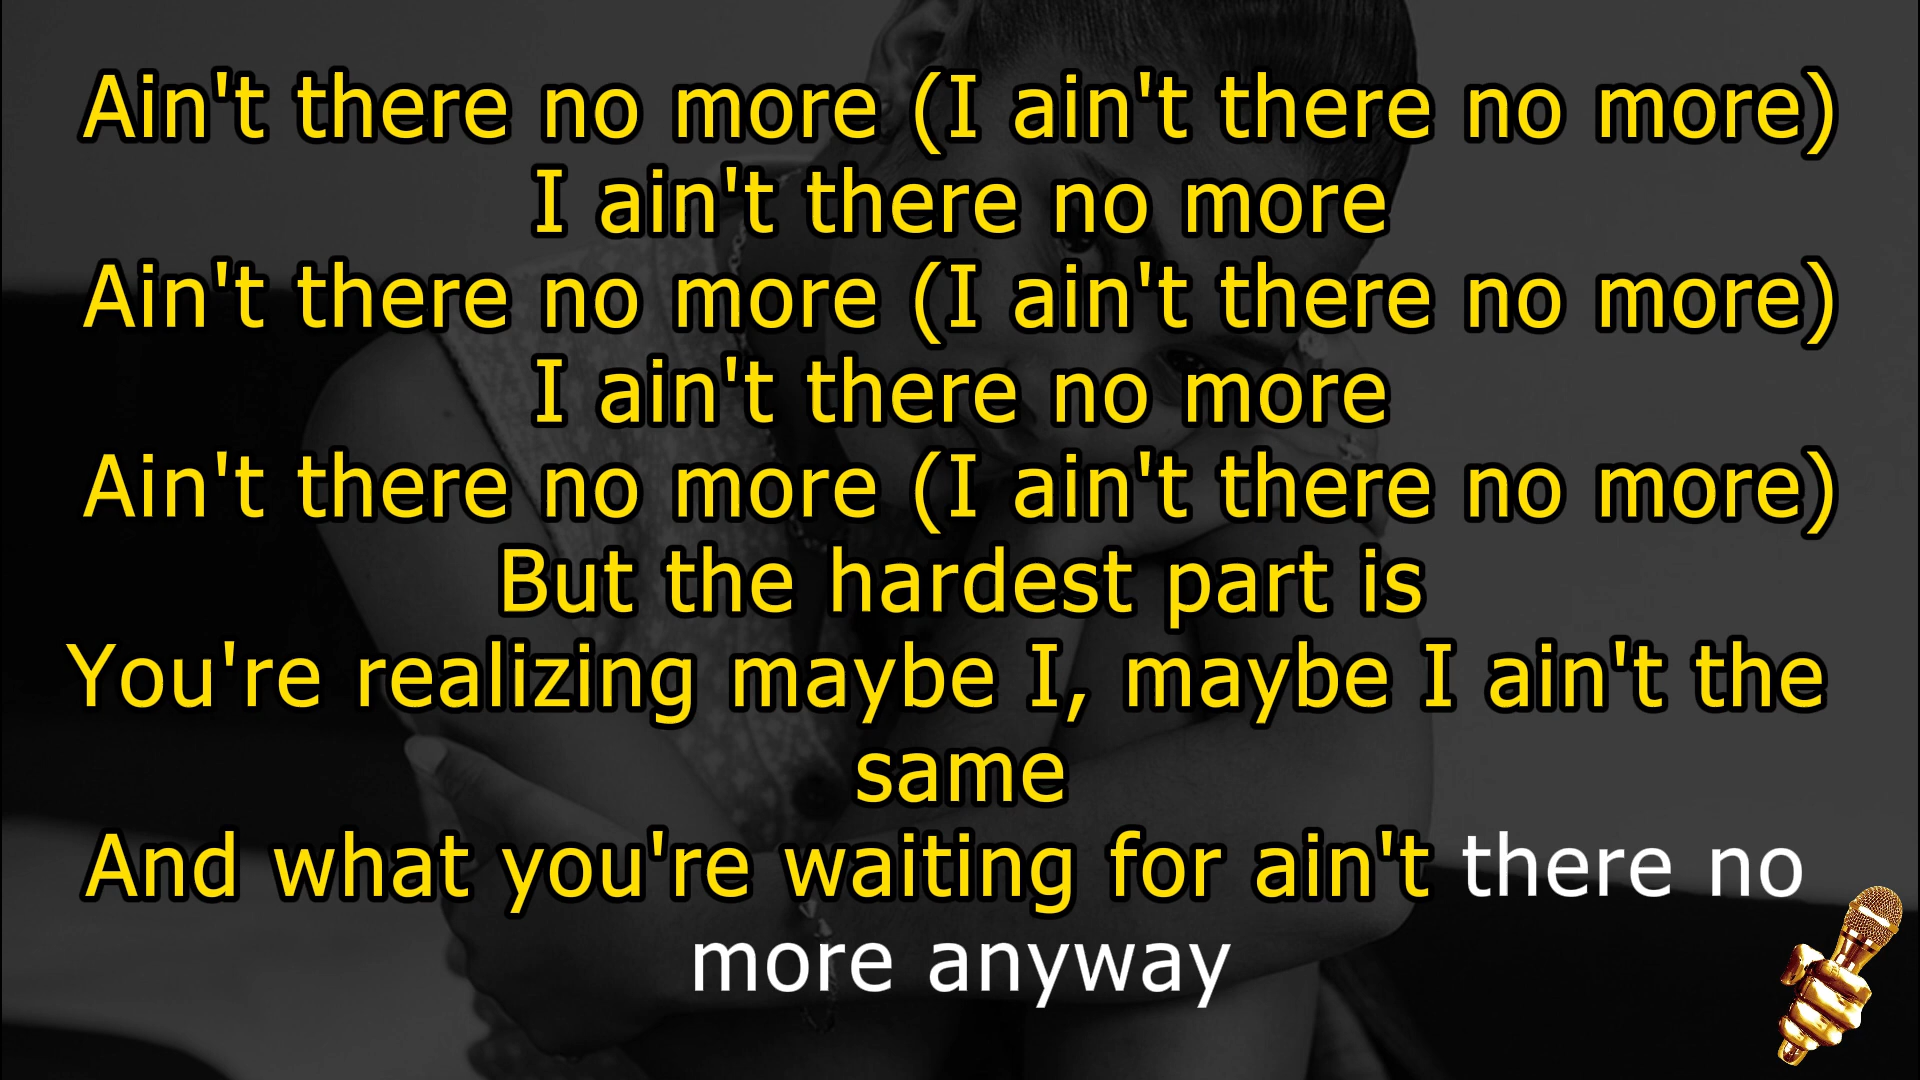 Ain't there no more (I ain't there no more)
I ain't there no more
Ain't there no more (I ain't there no more)
I ain't there no more
Ain't there no more (I ain't there no more)
But the hardest part is
You're realizing maybe I, maybe I ain't the
same
And what you're waiting for ain't there no
more anyway